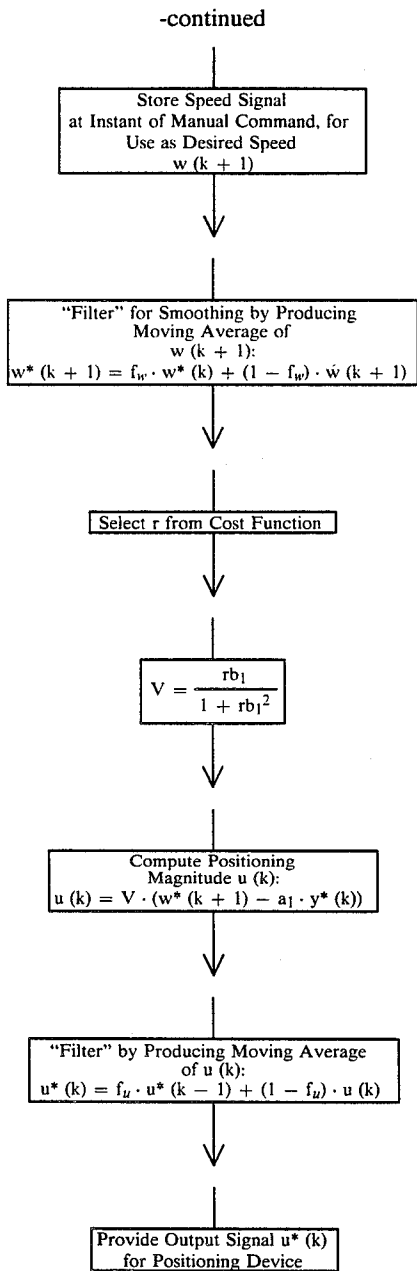 -continued
Store Speed Signal
at Instant of Manual Command, for
Use as Desired Speed
w (k + 1)
"Filter" for Smoothing by Producing
Moving Average of
w (k + 1):
w* (k + 1) = f_w · w* (k) + (1 − f_w) · w (k + 1)
Select r from Cost Function
V = rb₁ / (1 + rb₁²)
Compute Positioning
Magnitude u (k):
u (k) = V · (w* (k + 1) − a₁ · y* (k))
"Filter" by Producing Moving Average
of u (k):
u* (k) = f_u · u* (k − 1) + (1 − f_u) · u (k)
Provide Output Signal u* (k)
for Positioning Device